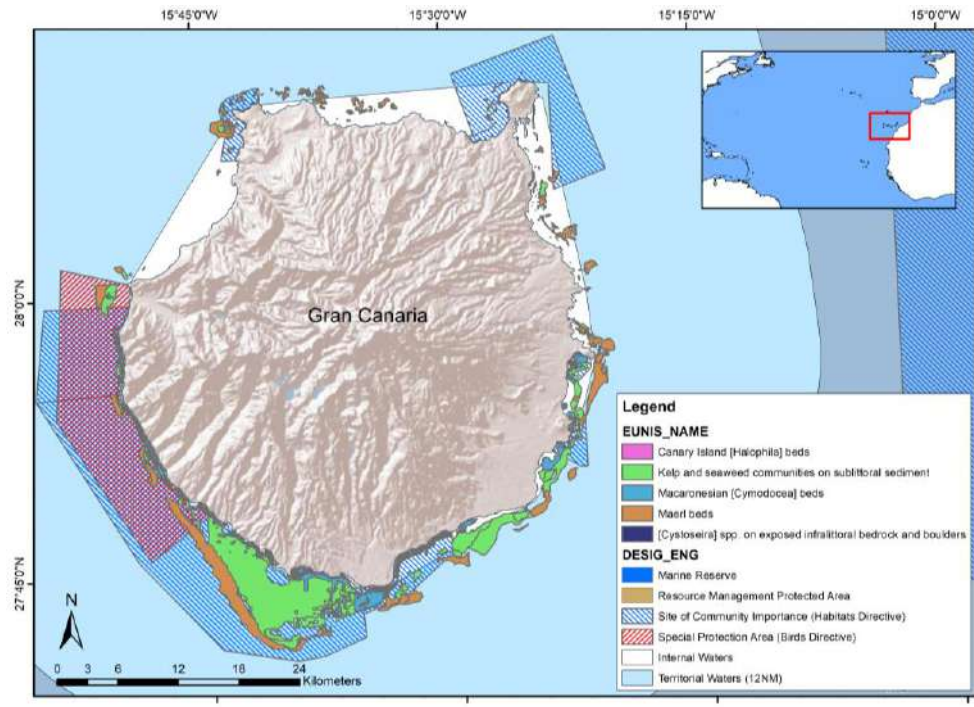 15°45'0"W 15°30'0"W 15°15'0"W 15°0'0"W
28°0'0"N
27°45'0"N
Gran Canaria
N
0 3 6 12 18 24
Kilometers
Legend
EUNIS_NAME
Canary Island [Halophila] beds
Kelp and seaweed communities on sublittoral sediment
Macaronesian [Cymodocea] beds
Maerl beds
[Cystoseira] spp. on exposed infralittoral bedrock and boulders
DESIG_ENG
Marine Reserve
Resource Management Protected Area
Site of Community Importance (Habitats Directive)
Special Protection Area (Birds Directive)
Internal Waters
Territorial Waters (12NM)